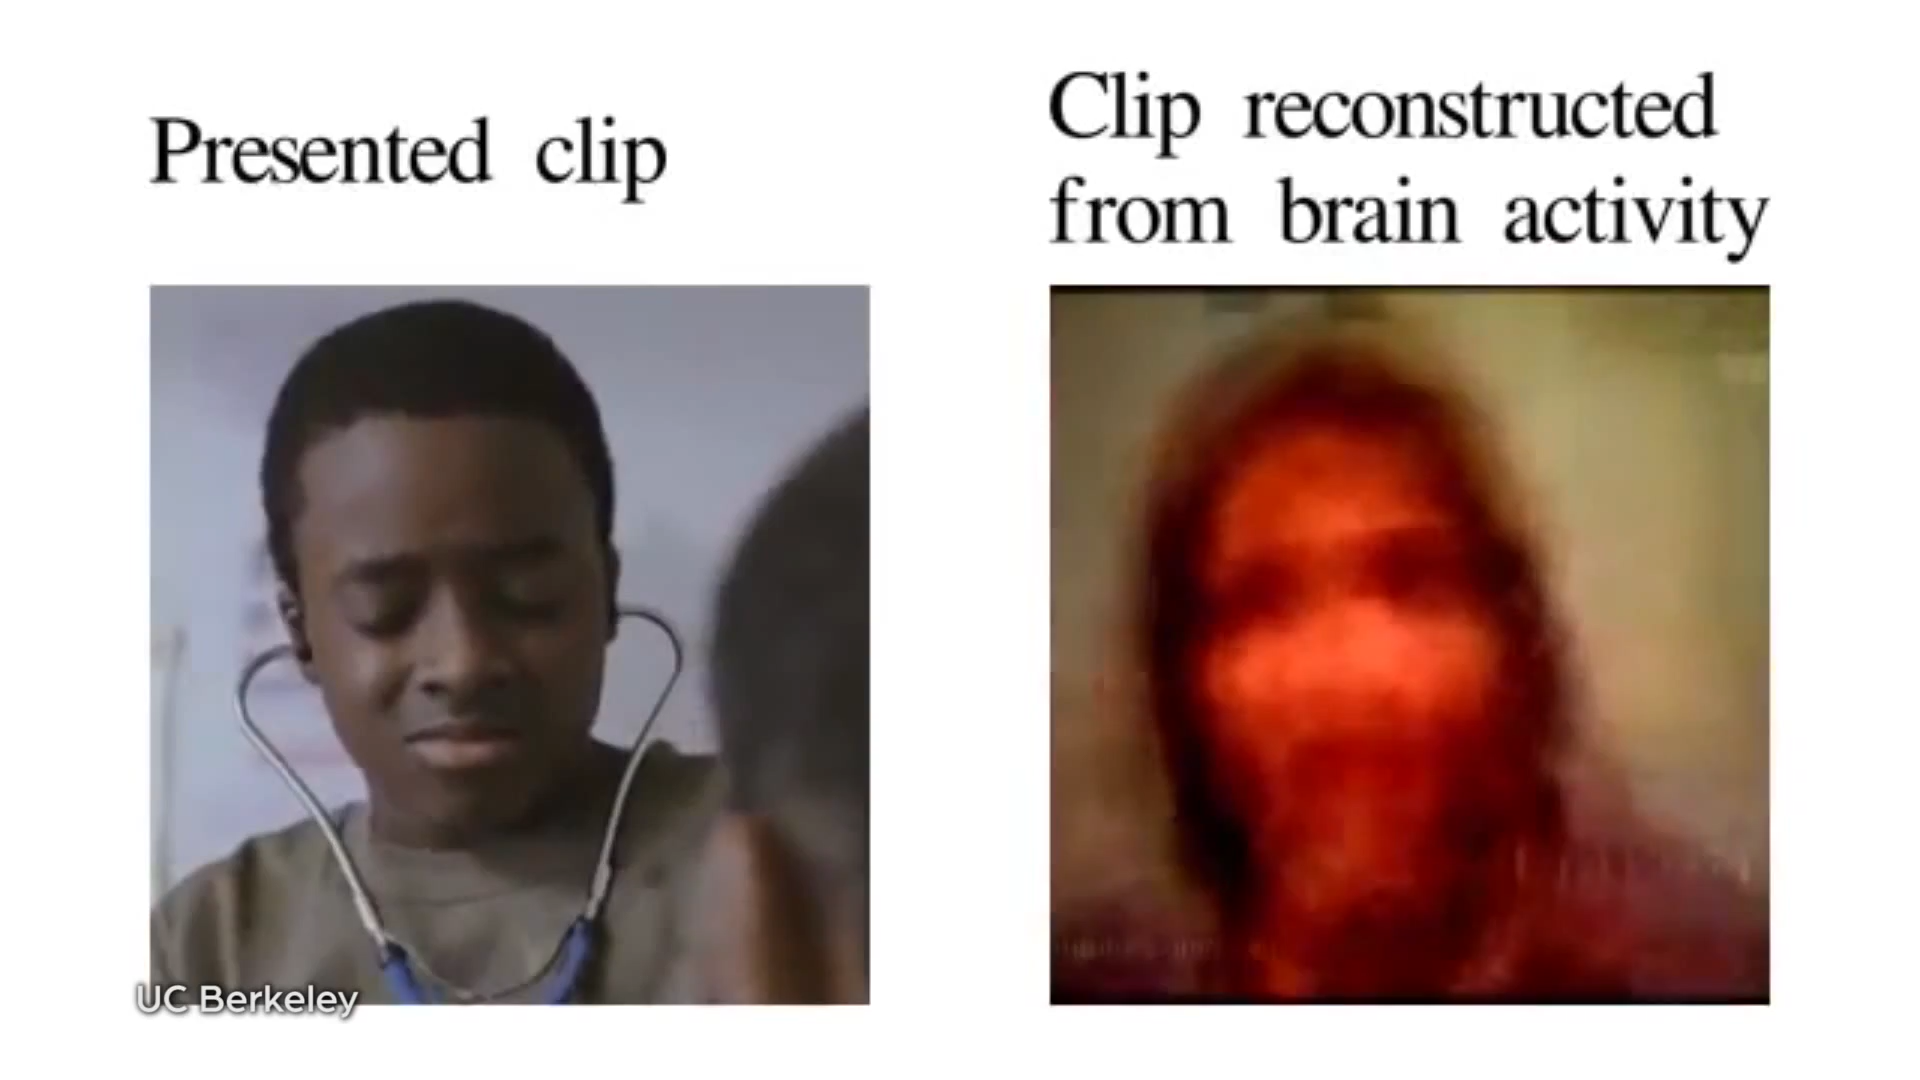 Presented clip
Clip reconstructed
from brain activity
UC Berkeley